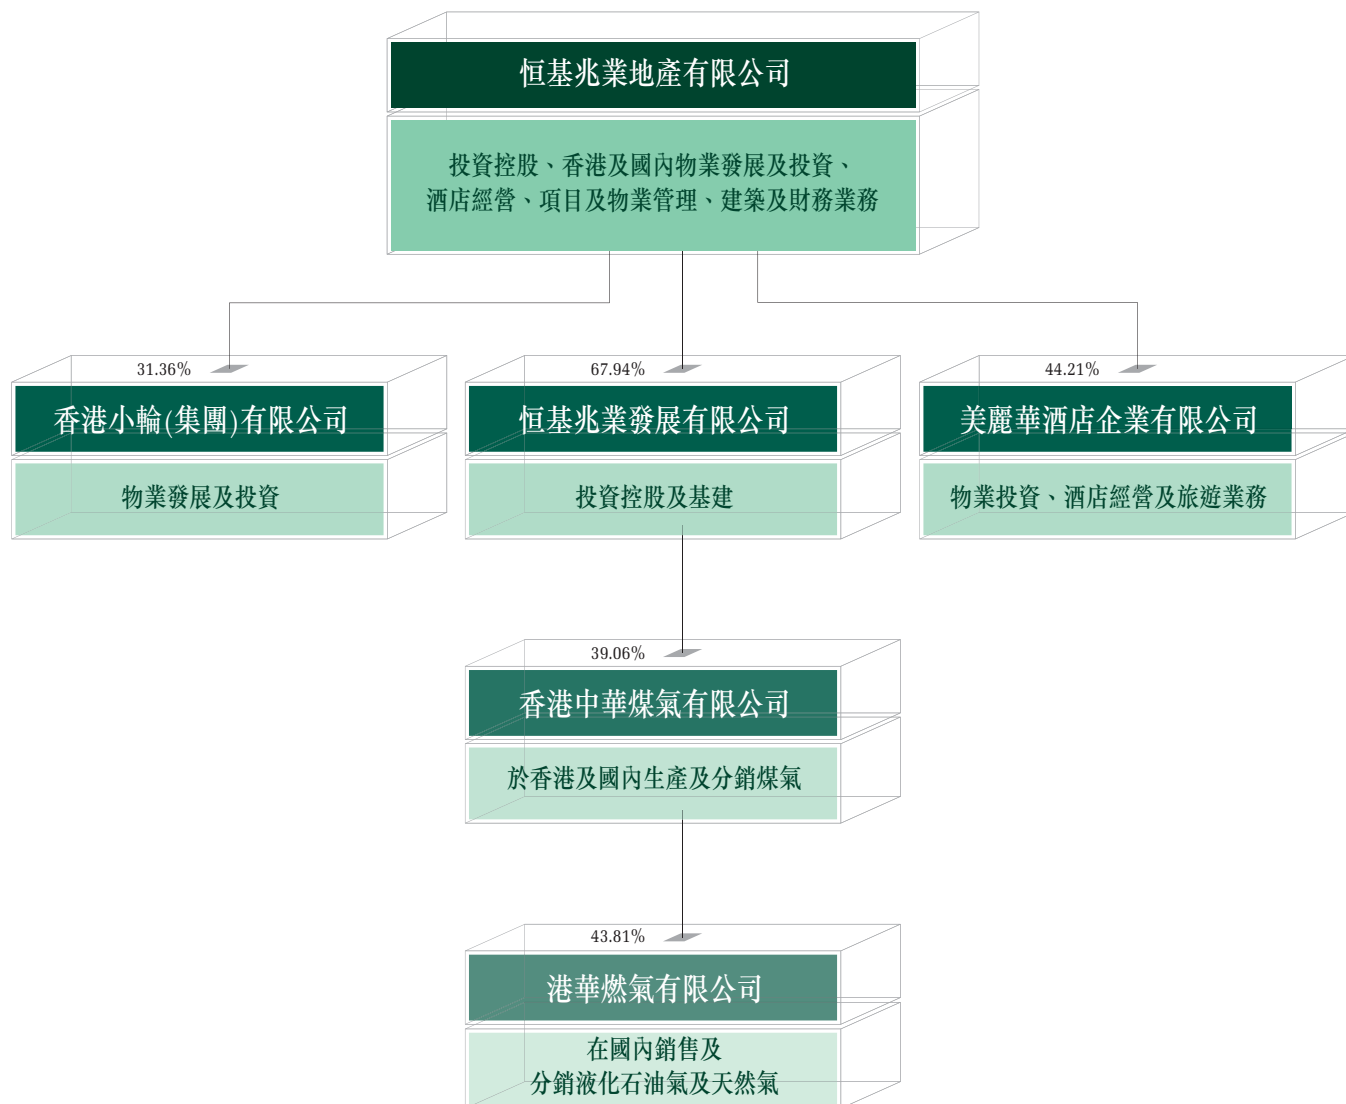 恒基兆業地產有限公司
投資控股、香港及國內物業發展及投資、
酒店經營、項目及物業管理、建築及財務業務
31.36%
香港小輪(集團)有限公司
物業發展及投資
67.94%
恒基兆業發展有限公司
投資控股及基建
44.21%
美麗華酒店企業有限公司
物業投資、酒店經營及旅遊業務
39.06%
香港中華煤氣有限公司
於香港及國內生產及分銷煤氣
43.81%
港華燃氣有限公司
在國內銷售及
分銷液化石油氣及天然氣